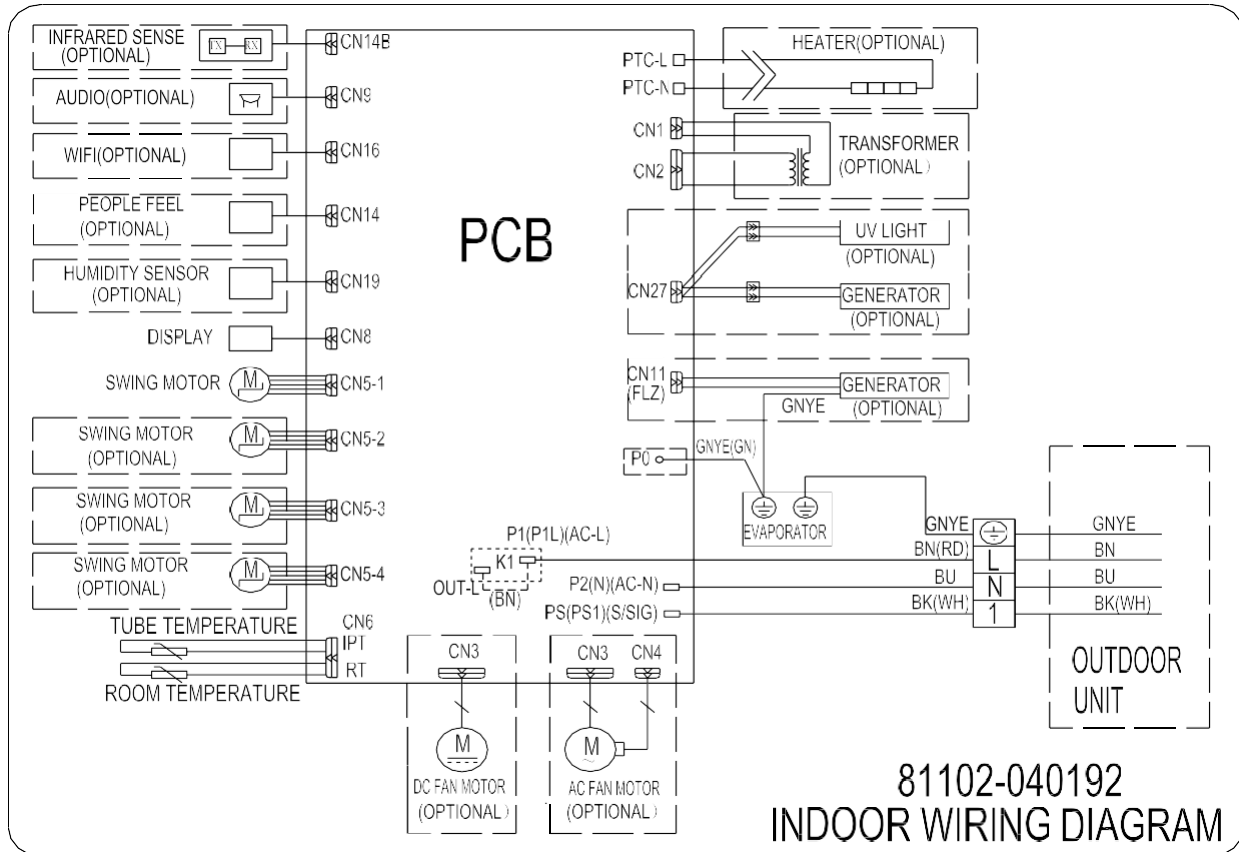 INFRARED SENSE
(OPTIONAL)
TX
RX
CN14B
AUDIO(OPTIONAL)
CN9
WIFI(OPTIONAL)
CN16
PEOPLE FEEL
(OPTIONAL)
CN14
HUMIDITY SENSOR
(OPTIONAL)
CN19
DISPLAY
CN8
SWING MOTOR
M
CN5-1
SWING MOTOR
(OPTIONAL)
M
CN5-2
SWING MOTOR
(OPTIONAL)
M
CN5-3
SWING MOTOR
(OPTIONAL)
M
CN5-4
TUBE TEMPERATURE
CN6
IPT
RT
ROOM TEMPERATURE
PCB
PTC-L
PTC-N
HEATER(OPTIONAL)
CN1
CN2
TRANSFORMER
(OPTIONAL)
CN27
UV LIGHT
(OPTIONAL)
GENERATOR
(OPTIONAL)
CN11
(FLZ)
GENERATOR
(OPTIONAL)
GNYE
P0
GNYE(GN)
EVAPORATOR
P1(P1L)(AC-L)
K1
OUT-L
(BN)
P2(N)(AC-N)
PS(PS1)(S/SIG)
GNYE
BN(RD)
BU
BK(WH)
L
N
1
GNYE
BN
BU
BK(WH)
OUTDOOR
UNIT
CN3
M
DC FAN MOTOR
(OPTIONAL)
CN3
CN4
M
~
AC FAN MOTOR
(OPTIONAL)
81102-040192
INDOOR WIRING DIAGRAM